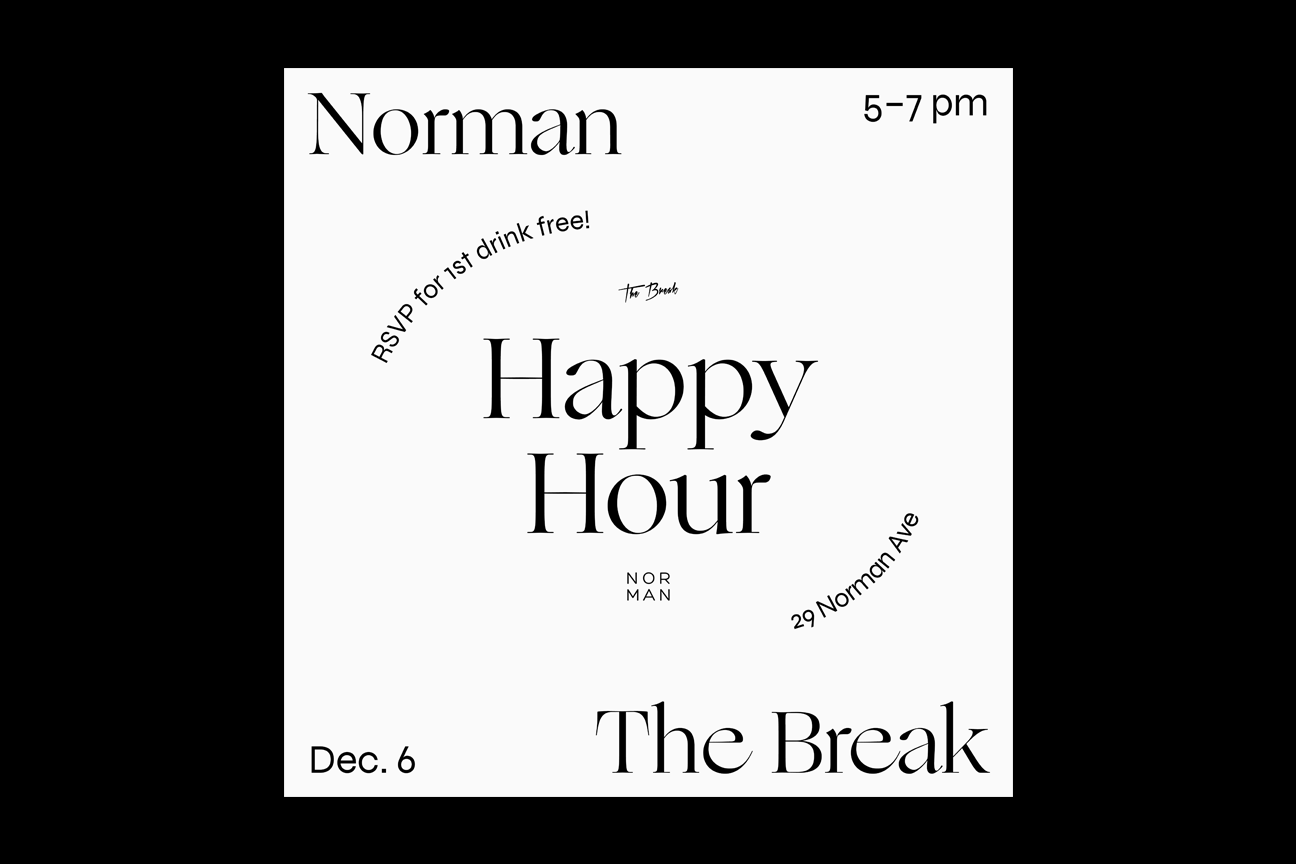 Norman
5–7 pm
RSVP for 1st drink free!
The Break
Happy
Hour
NOR
MAN
29 Norman Ave
Dec. 6
The Break